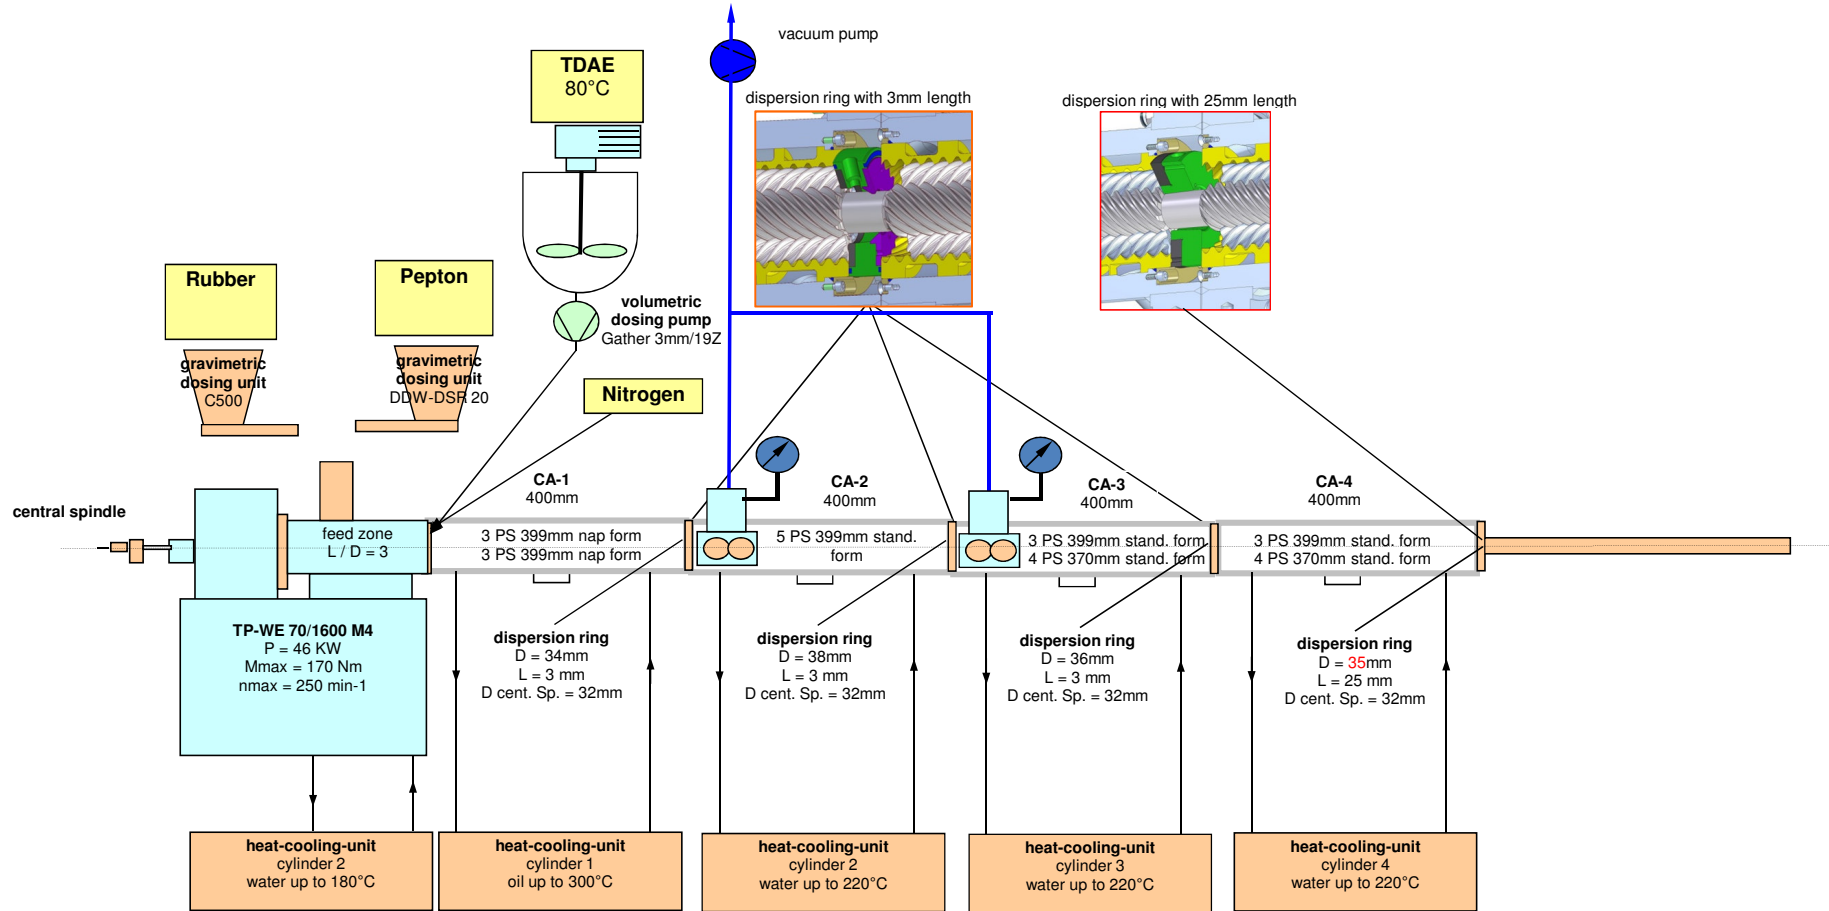 vacuum pump
TDAE
80°C
dispersion ring with 3mm length
dispersion ring with 25mm length
Rubber
Pepton
volumetric
dosing pump
Gather 3mm/19Z
gravimetric
dosing unit
C500
gravimetric
dosing unit
DDW-DSR 20
Nitrogen
central spindle
feed zone
L / D = 3
CA-1
400mm
3 PS 399mm nap form
3 PS 399mm nap form
CA-2
400mm
5 PS 399mm stand.
form
CA-3
400mm
3 PS 399mm stand. form
4 PS 370mm stand. form
CA-4
400mm
3 PS 399mm stand. form
4 PS 370mm stand. form
TP-WE 70/1600 M4
P = 46 KW
Mmax = 170 Nm
nmax = 250 min-1
dispersion ring
D = 34mm
L = 3 mm
D cent. Sp. = 32mm
dispersion ring
D = 38mm
L = 3 mm
D cent. Sp. = 32mm
dispersion ring
D = 36mm
L = 3 mm
D cent. Sp. = 32mm
dispersion ring
D = 35mm
L = 25 mm
D cent. Sp. = 32mm
heat-cooling-unit
cylinder 2
water up to 180°C
heat-cooling-unit
cylinder 1
oil up to 300°C
heat-cooling-unit
cylinder 2
water up to 220°C
heat-cooling-unit
cylinder 3
water up to 220°C
heat-cooling-unit
cylinder 4
water up to 220°C